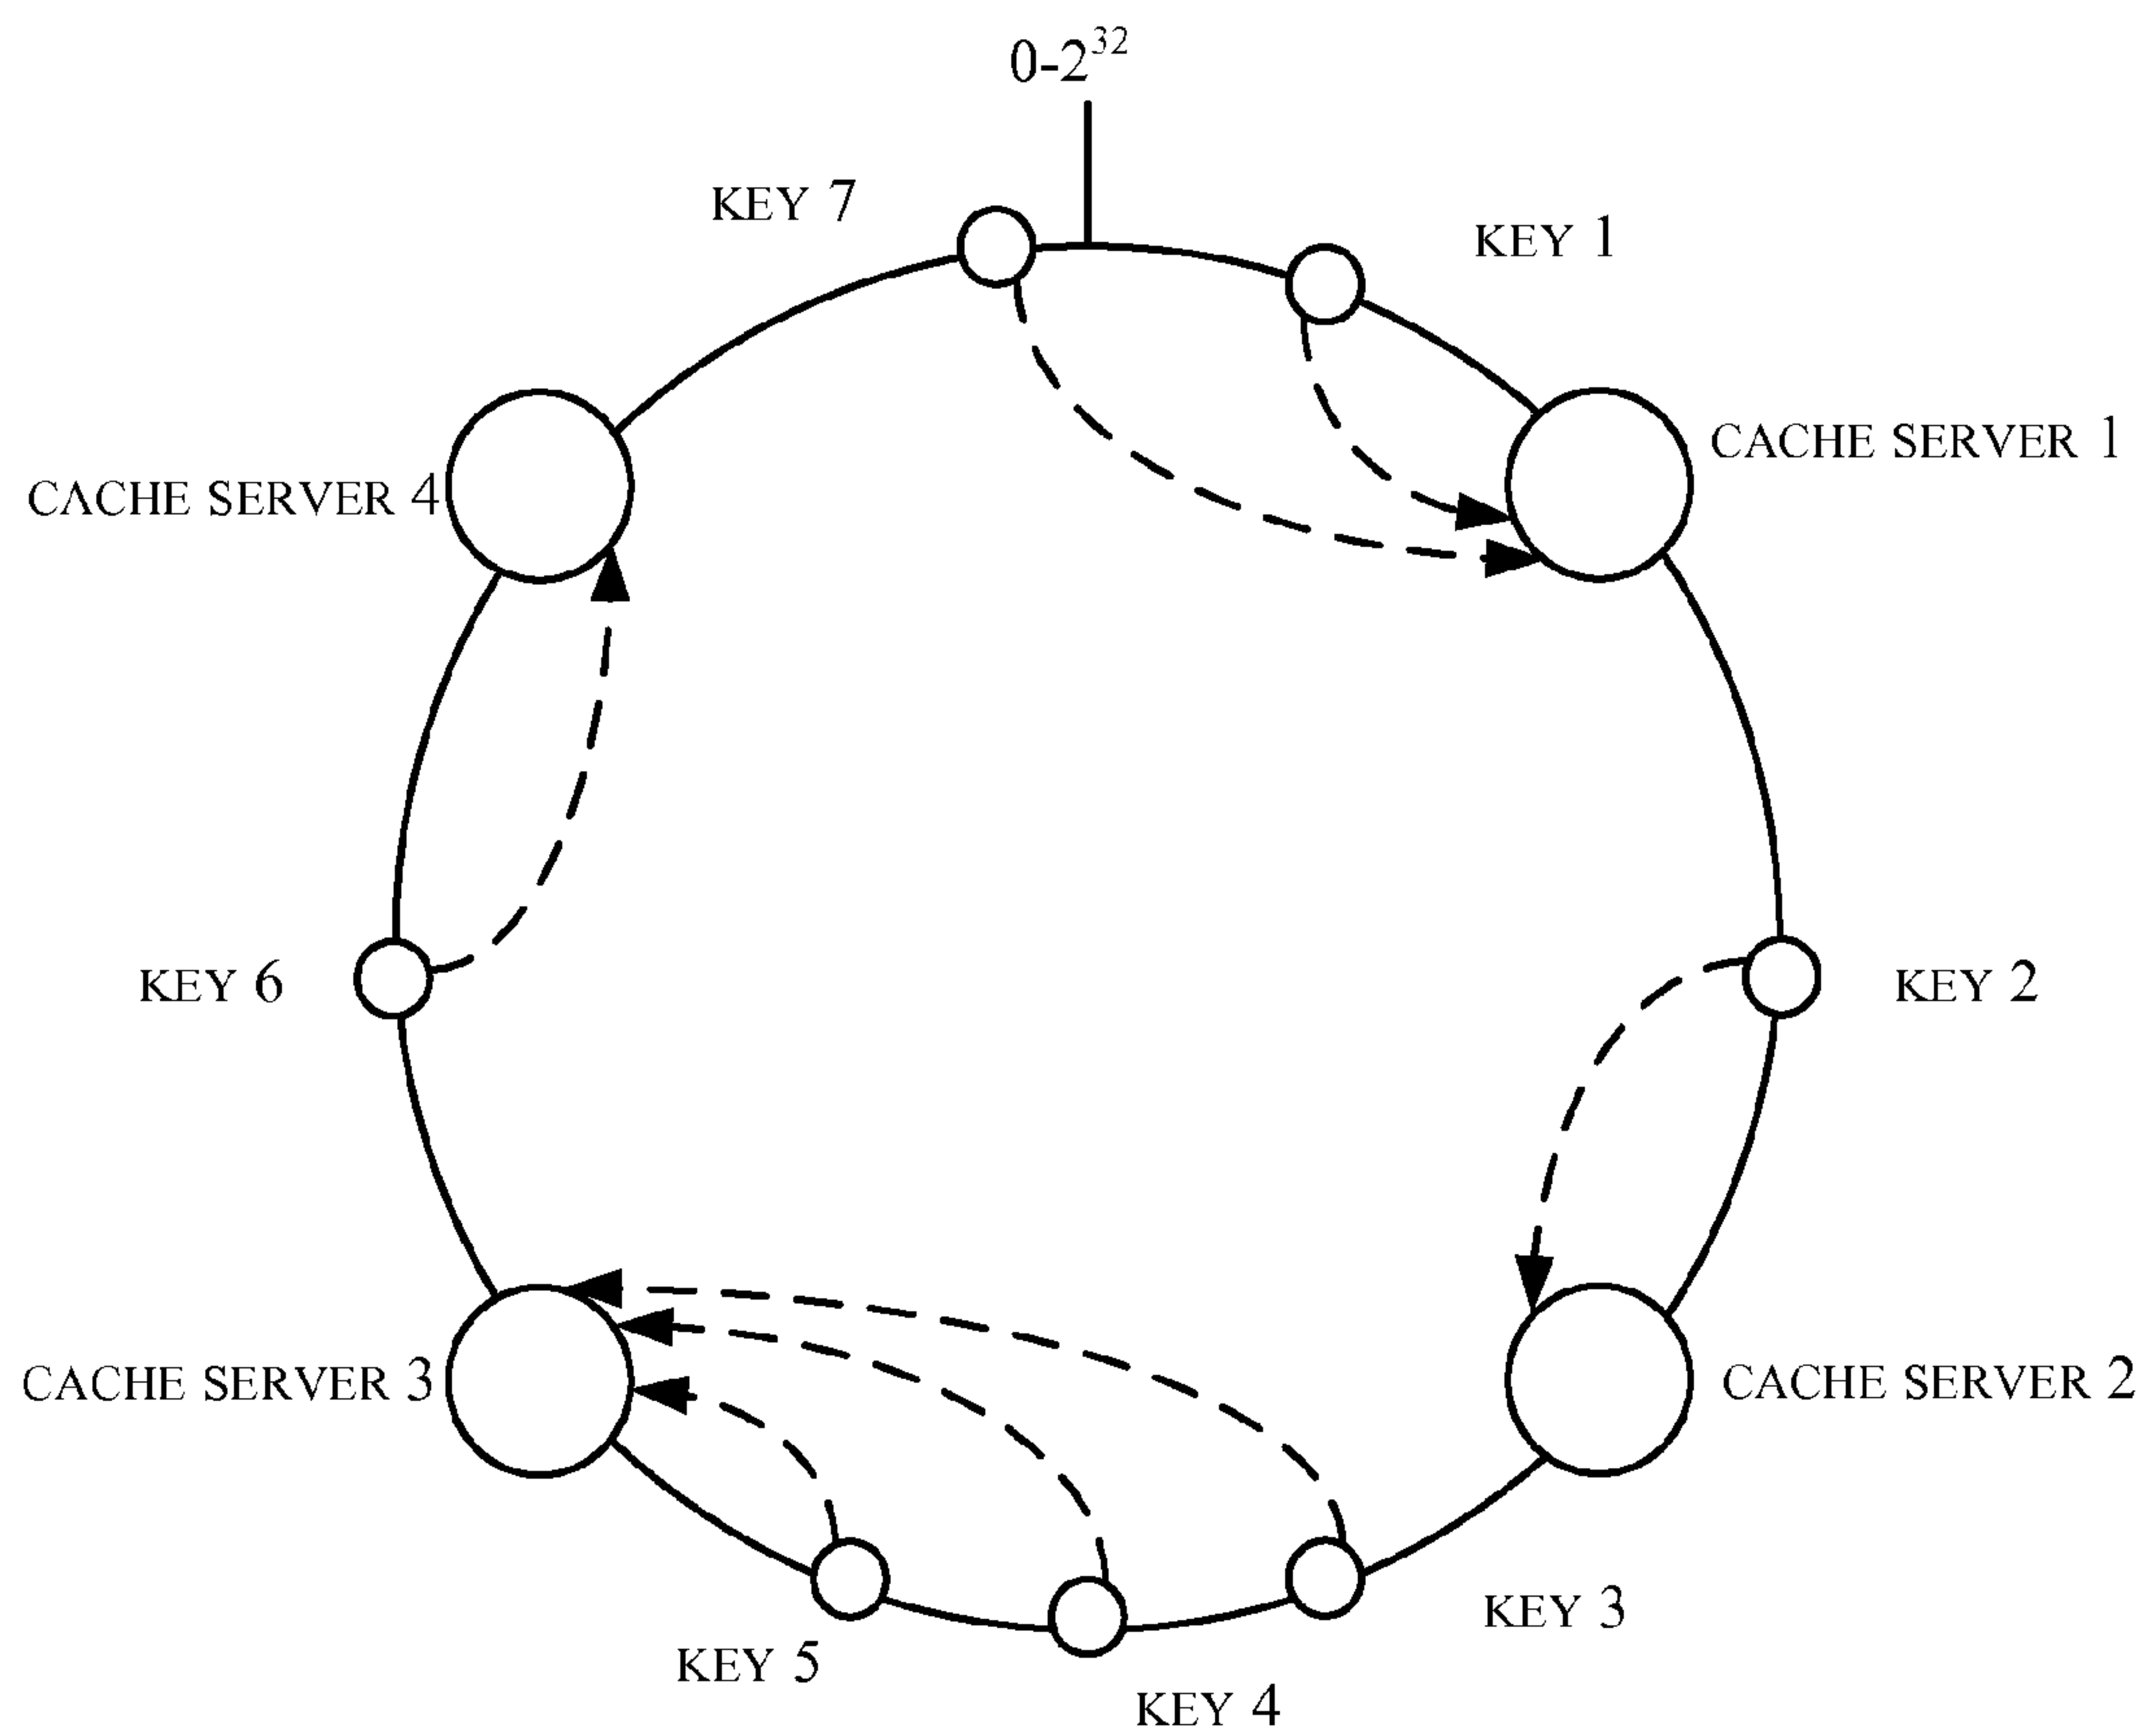 0-2³²
KEY 7
KEY 1
CACHE SERVER 1
CACHE SERVER 4
KEY 6
KEY 2
CACHE SERVER 3
CACHE SERVER 2
KEY 3
KEY 5
KEY 4